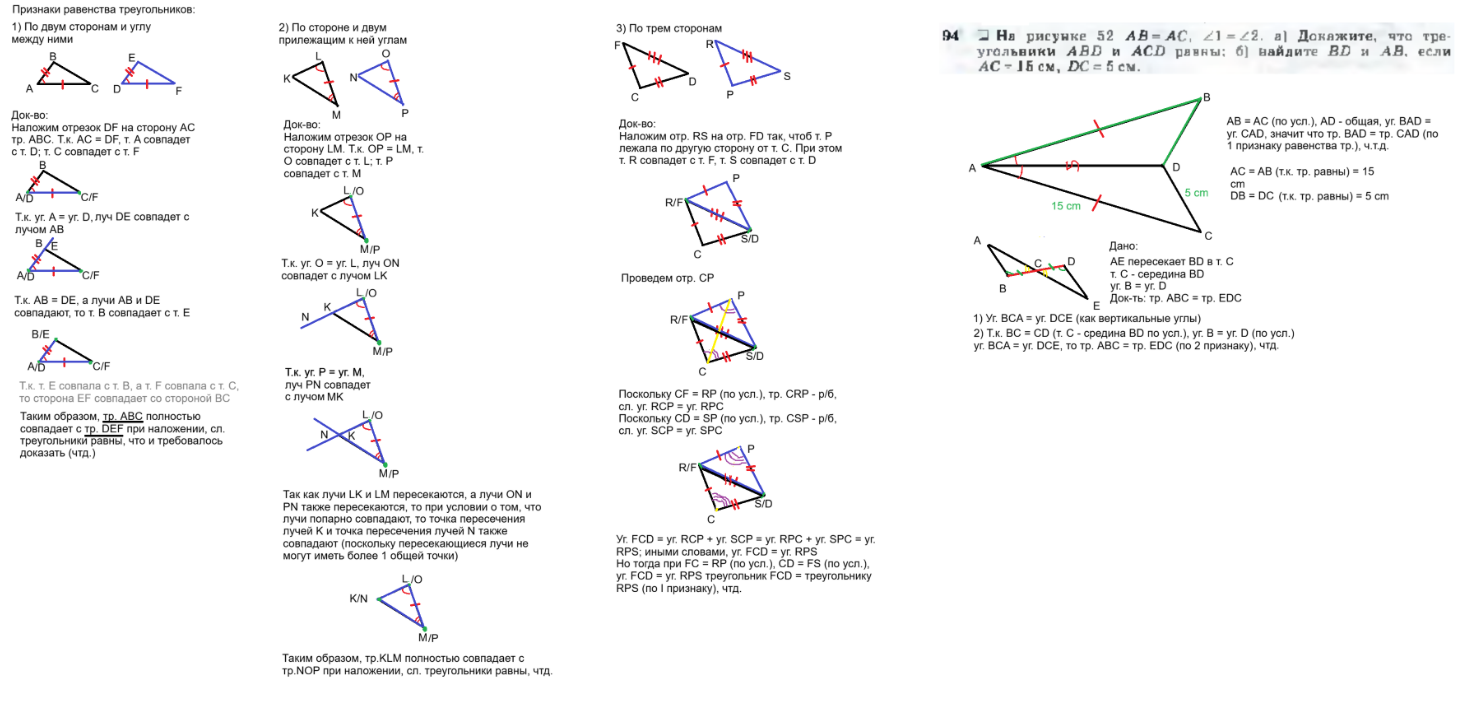 Признаки равенства треугольников:
1) По двум сторонам и углу
между ними
B
A
C
E
D
F
Док-во:
Наложим отрезок DF на сторону AC
тр. ABC. Т.к. AC = DF, т. A совпадет
с т. D; т. C совпадет с т. F
B
A/D
C/F
Т.к. уг. A = уг. D, луч DE совпадет с
лучом AB
B
E
A/D
C/F
Т.к. AB = DE, а лучи AB и DE
совпадают, то т. B совпадет с т. E
B/E
A/D
C/F
Т.к. т. E совпала с т. B, а т. F совпала с т. C,
то сторона EF совпадает со стороной BC
Таким образом, тр. ABC полностью
совпадает с тр. DEF при наложении, сл.
треугольники равны, что и требовалось
доказать (чтд.)
2) По стороне и двум
прилежащим к ней углам
L
K
M
O
N
P
Док-во:
Наложим отрезок OP на
сторону LM. Т.к. OP = LM, т.
O совпадет с т. L; т. P
совпадет с т. M
L/O
K
M/P
Т.к. уг. O = уг. L, луч ON
совпадет с лучом LK
L/O
K
N
M/P
Т.к. уг. P = уг. M,
луч PN совпадет
с лучом MK
L/O
N
K
M/P
Так как лучи LK и LM пересекаются, а лучи ON и
PN также пересекаются, то при условии о том, что
лучи попарно совпадают, то точка пересечения
лучей K и точка пересечения лучей N также
совпадают (поскольку пересекающиеся лучи не
могут иметь более 1 общей точки)
L/O
K/N
M/P
Таким образом, тр.KLM полностью совпадает с
тр.NOP при наложении, сл. треугольники равны, чтд.
3) По трем сторонам
F
C
D
R
P
S
Док-во:
Наложим отр. RS на отр. FD так, чтоб т. P
лежала по другую сторону от т. C. При этом
т. R совпадет с т. F, т. S совпадет с т. D
P
R/F
S/D
C
Проведем отр. CP
P
R/F
S/D
C
Поскольку CF = RP (по усл.), тр. CRP - р/б,
сл. уг. RCP = уг. RPC
Поскольку CD = SP (по усл.), тр. CSP - р/б,
сл. уг. SCP = уг. SPC
P
R/F
S/D
C
Уг. FCD = уг. RCP + уг. SCP = уг. RPC + уг. SPC = уг.
RPS; иными словами, уг. FCD = уг. RPS
Но тогда при FC = RP (по усл.), CD = FS (по усл.),
уг. FCD = уг. RPS треугольник FCD = треугольнику
RPS (по I признаку), чтд.
94 ❏ На рисунке 52 AB = AC, ∠1 = ∠2. а) Докажите, что тре-
угольники ABD и ACD равны; б) найдите BD и AB, если
AC = 15 см, DC = 5 см.
B
A
D
5 cm
15 cm
C
AB = AC (по усл.), AD - общая, уг. BAD =
уг. CAD, значит что тр. BAD = тр. CAD (по
1 признаку равенства тр.), ч.т.д.
AC = AB (т.к. тр. равны) = 15
cm
DB = DC (т.к. тр. равны) = 5 cm
A
C
D
B
E
Дано:
AE пересекает BD в т. C
т. C - середина BD
уг. B = уг. D
Док-ть: тр. ABC = тр. EDC
1) Уг. BCA = уг. DCE (как вертикальные углы)
2) Т.к. BC = CD (т. C - средина BD по усл.), уг. B = уг. D (по усл.)
уг. BCA = уг. DCE, то тр. ABC = тр. EDC (по 2 признаку), чтд.